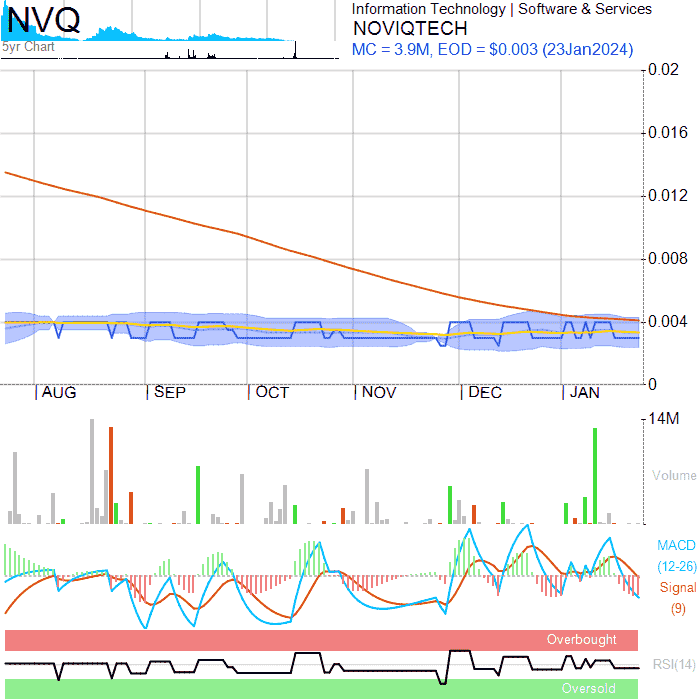 NVQ
5yr Chart
Information Technology | Software & Services
NOVIQTECH
MC = 3.9M, EOD = $0.003 (23Jan2024)
0.02
0.016
0.012
0.008
0.004
0
AUG SEP OCT NOV DEC JAN
14M
Volume
MACD
(12-26)
Signal
(9)
Overbought
RSI(14)
Oversold